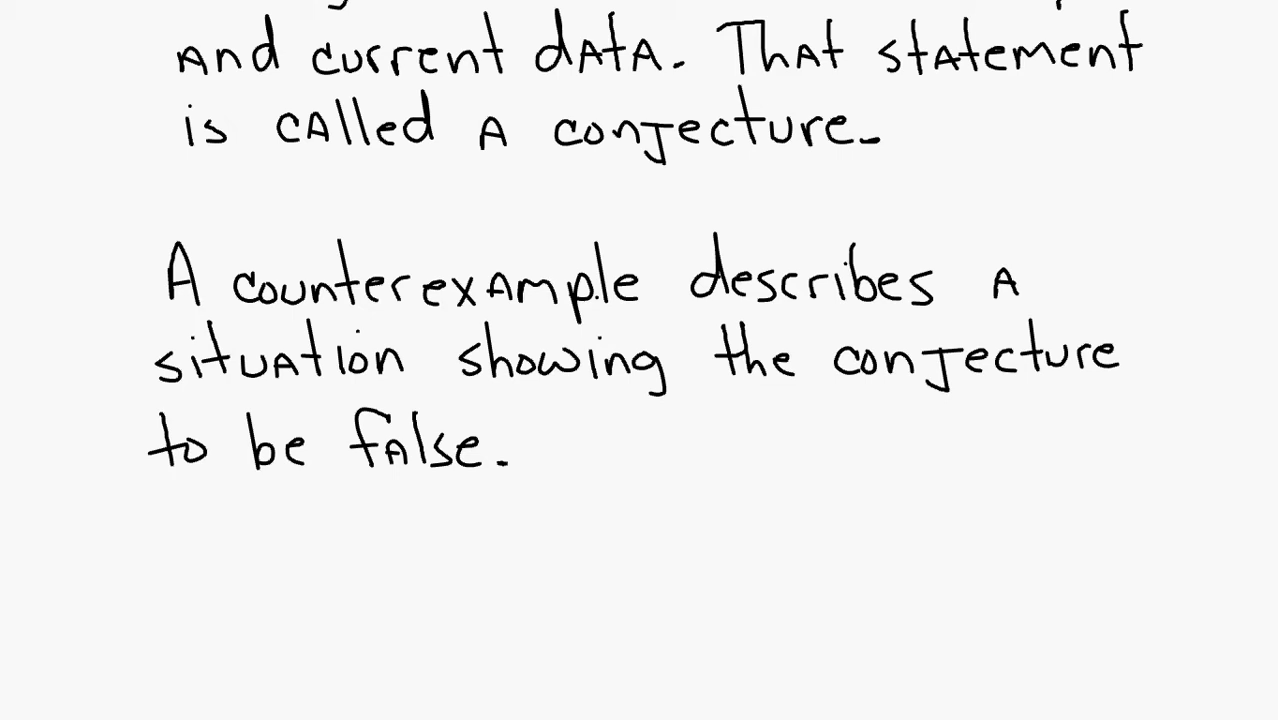 and current data. That statement
is called a conjecture.
A counterexample describes a
situation showing the conjecture
to be false.